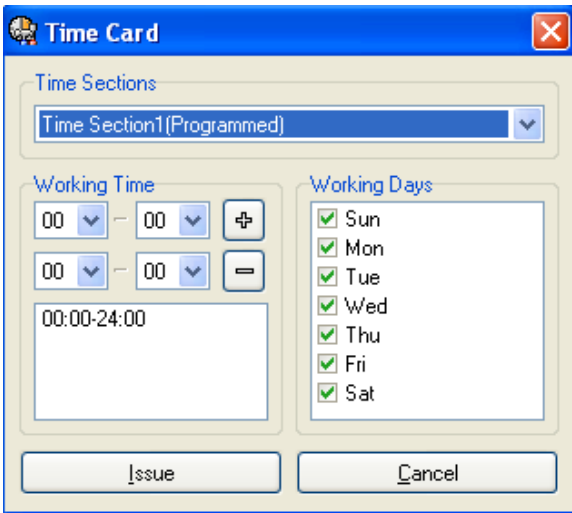 Time Card
Time Sections
Time Section1(Programmed)
Working Time
00 – 00
00 – 00
00:00-24:00
Working Days
Sun
Mon
Tue
Wed
Thu
Fri
Sat
Issue
Cancel